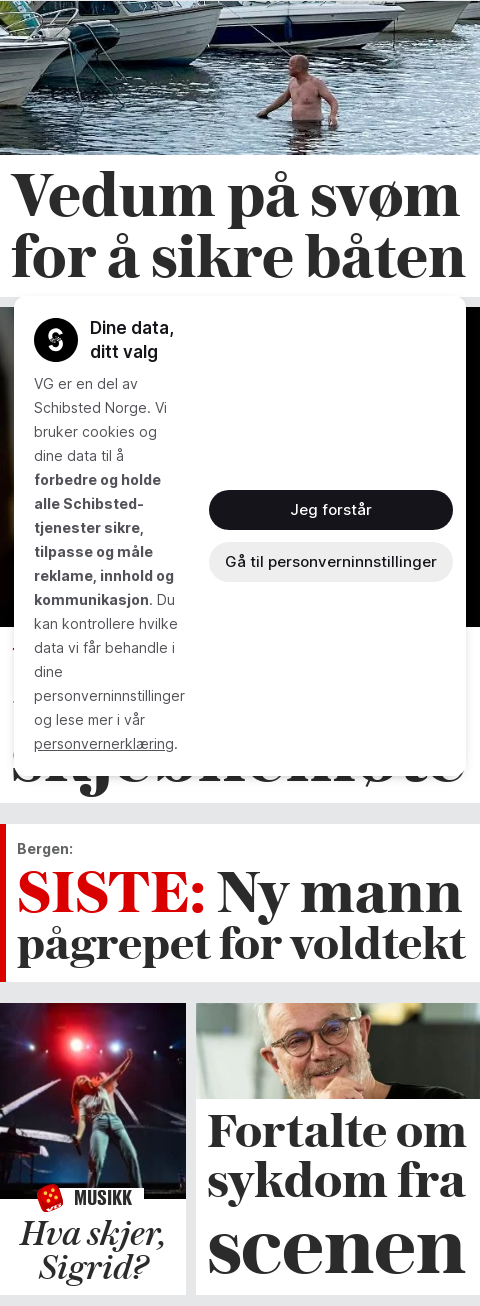 Vedum på svøm
for å sikre båten
Dine data,
ditt valg
VG er en del av
Schibsted Norge. Vi
bruker cookies og
dine data til å
forbedre og holde
alle Schibsted-
tjenester sikre,
tilpasse og måle
reklame, innhold og
kommunikasjon. Du
kan kontrollere hvilke
data vi får behandle i
dine
personverninnstillinger
og lese mer i vår
personvernerklæring.
Jeg forstår
Gå til personverninnstillinger
skjebnemøte
Bergen:
SISTE: Ny mann
pågrepet for voldtekt
MUSIKK
Hva skjer,
Sigrid?
Fortalte om
sykdom fra
scenen